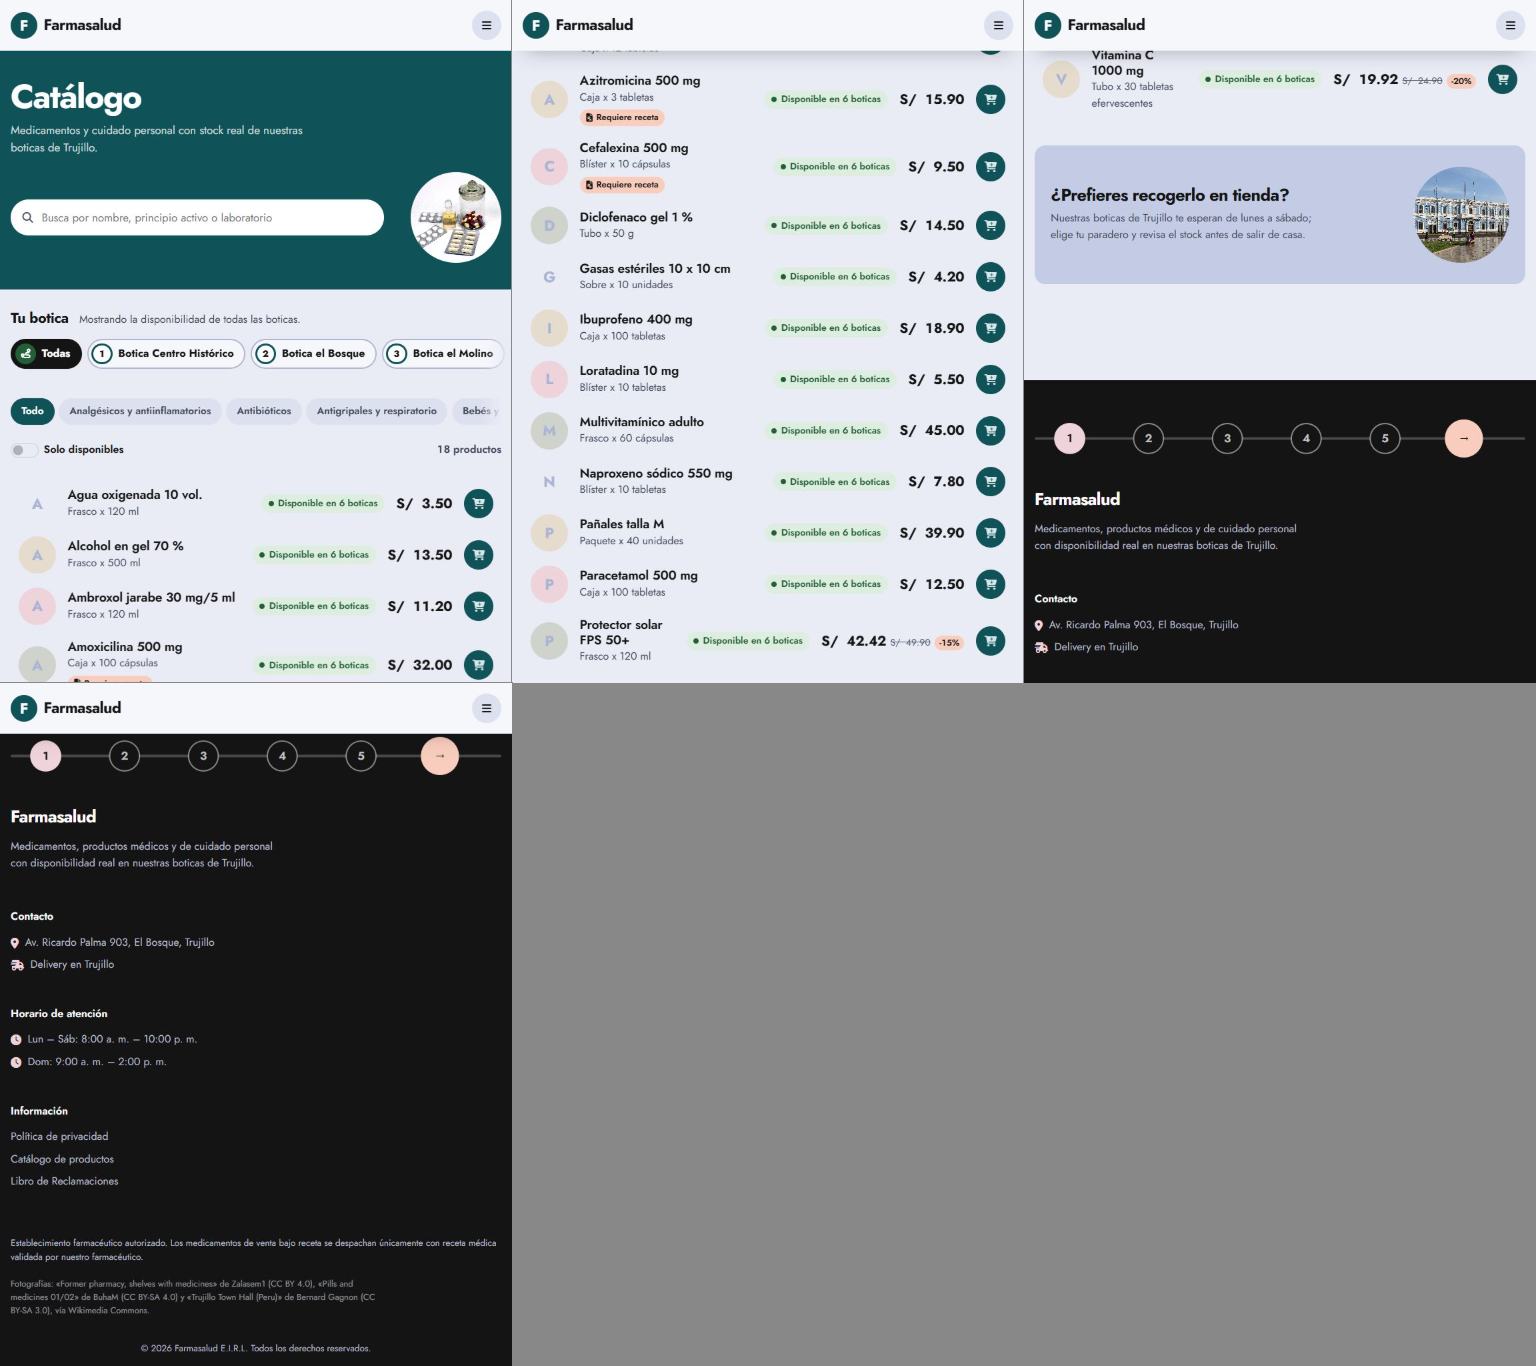 F Farmasalud
Catálogo
Medicamentos y cuidado personal con stock real de nuestras
boticas de Trujillo.
Busca por nombre, principio activo o laboratorio
Tu botica Mostrando la disponibilidad de todas las boticas.
Todas 1 Botica Centro Histórico 2 Botica el Bosque 3 Botica el Molino
Todo Analgésicos y antiinflamatorios Antibióticos Antigripales y respiratorio Bebés y
Solo disponibles 18 productos
A Agua oxigenada 10 vol. Disponible en 6 boticas S/ 3.50
Frasco x 120 ml
A Alcohol en gel 70 % Disponible en 6 boticas S/ 13.50
Frasco x 500 ml
A Ambroxol jarabe 30 mg/5 ml Disponible en 6 boticas S/ 11.20
Frasco x 120 ml
A Amoxicilina 500 mg Disponible en 6 boticas S/ 32.00
Caja x 100 cápsulas
F Farmasalud
A Azitromicina 500 mg Disponible en 6 boticas S/ 15.90
Caja x 3 tabletas
Requiere receta
C Cefalexina 500 mg Disponible en 6 boticas S/ 9.50
Blíster x 10 cápsulas
Requiere receta
D Diclofenaco gel 1 % Disponible en 6 boticas S/ 14.50
Tubo x 50 g
G Gasas estériles 10 x 10 cm Disponible en 6 boticas S/ 4.20
Sobre x 10 unidades
I Ibuprofeno 400 mg Disponible en 6 boticas S/ 18.90
Caja x 100 tabletas
L Loratadina 10 mg Disponible en 6 boticas S/ 5.50
Blíster x 10 tabletas
M Multivitamínico adulto Disponible en 6 boticas S/ 45.00
Frasco x 60 cápsulas
N Naproxeno sódico 550 mg Disponible en 6 boticas S/ 7.80
Blíster x 10 tabletas
P Pañales talla M Disponible en 6 boticas S/ 39.90
Paquete x 40 unidades
P Paracetamol 500 mg Disponible en 6 boticas S/ 12.50
Caja x 100 tabletas
P Protector solar
FPS 50+ Disponible en 6 boticas S/ 42.42 S/ 49.90 -15%
Frasco x 120 ml
F Farmasalud
V Vitamina C
1000 mg Disponible en 6 boticas S/ 19.92 S/ 24.90 -20%
Tubo x 30 tabletas
efervescentes
¿Prefieres recogerlo en tienda?
Nuestras boticas de Trujillo te esperan de lunes a sábado;
elige tu paradero y revisa el stock antes de salir de casa.
1 2 3 4 5 →
Farmasalud
Medicamentos, productos médicos y de cuidado personal
con disponibilidad real en nuestras boticas de Trujillo.
Contacto
Av. Ricardo Palma 903, El Bosque, Trujillo
Delivery en Trujillo
F Farmasalud
1 2 3 4 5 →
Farmasalud
Medicamentos, productos médicos y de cuidado personal
con disponibilidad real en nuestras boticas de Trujillo.
Contacto
Av. Ricardo Palma 903, El Bosque, Trujillo
Delivery en Trujillo
Horario de atención
Lun – Sáb: 8:00 a. m. – 10:00 p. m.
Dom: 9:00 a. m. – 2:00 p. m.
Información
Política de privacidad
Catálogo de productos
Libro de Reclamaciones
Establecimiento farmacéutico autorizado. Los medicamentos de venta bajo receta se despachan únicamente con receta médica
validada por nuestro farmacéutico.
Fotografías: «Former pharmacy, shelves with medicines» de Zalasem1 (CC BY 4.0), «Pills and
medicines 01/02» de BuhaM (CC BY-SA 4.0) y «Trujillo Town Hall (Peru)» de Bernard Gagnon (CC
BY-SA 3.0), vía Wikimedia Commons.
© 2026 Farmasalud E.I.R.L. Todos los derechos reservados.